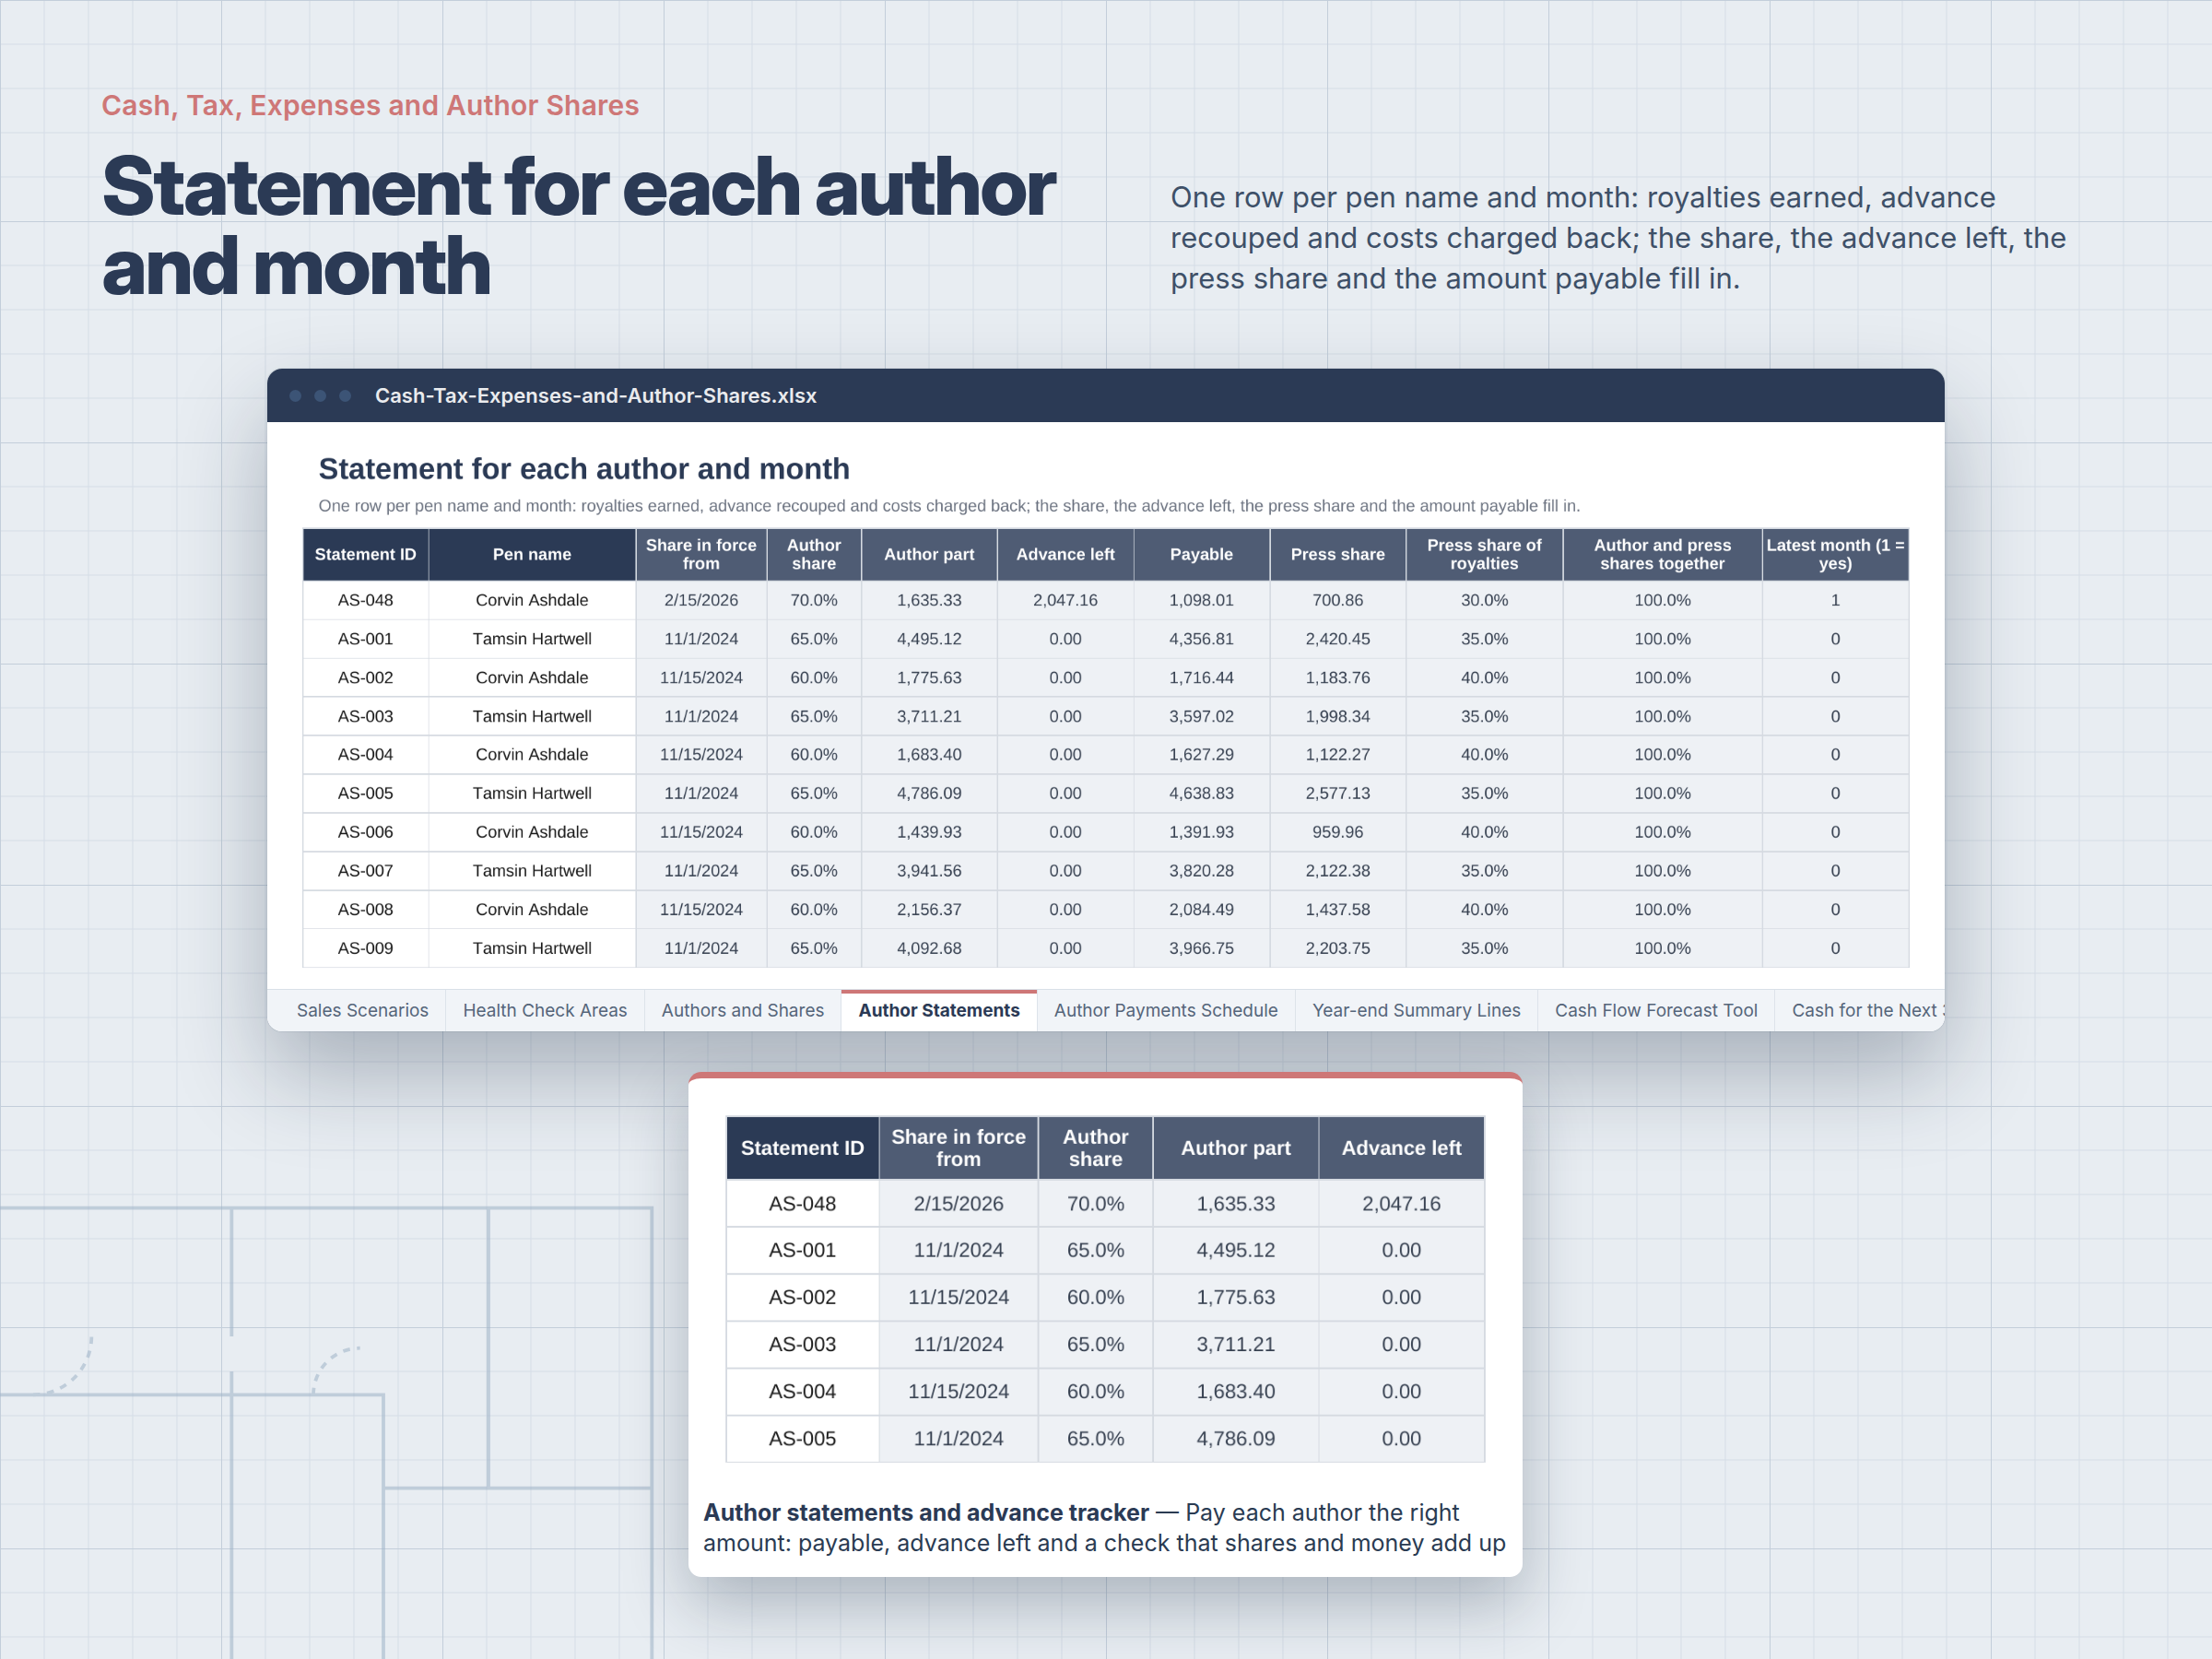 Cash, Tax, Expenses and Author Shares
Statement for each author
and month
One row per pen name and month: royalties earned, advance
recouped and costs charged back; the share, the advance left, the
press share and the amount payable fill in.
Cash-Tax-Expenses-and-Author-Shares.xlsx
Statement for each author and month
One row per pen name and month: royalties earned, advance recouped and costs charged back; the share, the advance left, the press share and the amount payable fill in.
Statement ID Pen name Share in force from Author share Author part Advance left Payable Press share Press share of royalties Author and press shares together Latest month (1 = yes)
AS-048 Corvin Ashdale 2/15/2026 70.0% 1,635.33 2,047.16 1,098.01 700.86 30.0% 100.0% 1
AS-001 Tamsin Hartwell 11/1/2024 65.0% 4,495.12 0.00 4,356.81 2,420.45 35.0% 100.0% 0
AS-002 Corvin Ashdale 11/15/2024 60.0% 1,775.63 0.00 1,716.44 1,183.76 40.0% 100.0% 0
AS-003 Tamsin Hartwell 11/1/2024 65.0% 3,711.21 0.00 3,597.02 1,998.34 35.0% 100.0% 0
AS-004 Corvin Ashdale 11/15/2024 60.0% 1,683.40 0.00 1,627.29 1,122.27 40.0% 100.0% 0
AS-005 Tamsin Hartwell 11/1/2024 65.0% 4,786.09 0.00 4,638.83 2,577.13 35.0% 100.0% 0
AS-006 Corvin Ashdale 11/15/2024 60.0% 1,439.93 0.00 1,391.93 959.96 40.0% 100.0% 0
AS-007 Tamsin Hartwell 11/1/2024 65.0% 3,941.56 0.00 3,820.28 2,122.38 35.0% 100.0% 0
AS-008 Corvin Ashdale 11/15/2024 60.0% 2,156.37 0.00 2,084.49 1,437.58 40.0% 100.0% 0
AS-009 Tamsin Hartwell 11/1/2024 65.0% 4,092.68 0.00 3,966.75 2,203.75 35.0% 100.0% 0
Sales Scenarios Health Check Areas Authors and Shares Author Statements Author Payments Schedule Year-end Summary Lines Cash Flow Forecast Tool Cash for the Next
Statement ID Share in force from Author share Author part Advance left
AS-048 2/15/2026 70.0% 1,635.33 2,047.16
AS-001 11/1/2024 65.0% 4,495.12 0.00
AS-002 11/15/2024 60.0% 1,775.63 0.00
AS-003 11/1/2024 65.0% 3,711.21 0.00
AS-004 11/15/2024 60.0% 1,683.40 0.00
AS-005 11/1/2024 65.0% 4,786.09 0.00
Author statements and advance tracker — Pay each author the right
amount: payable, advance left and a check that shares and money add up